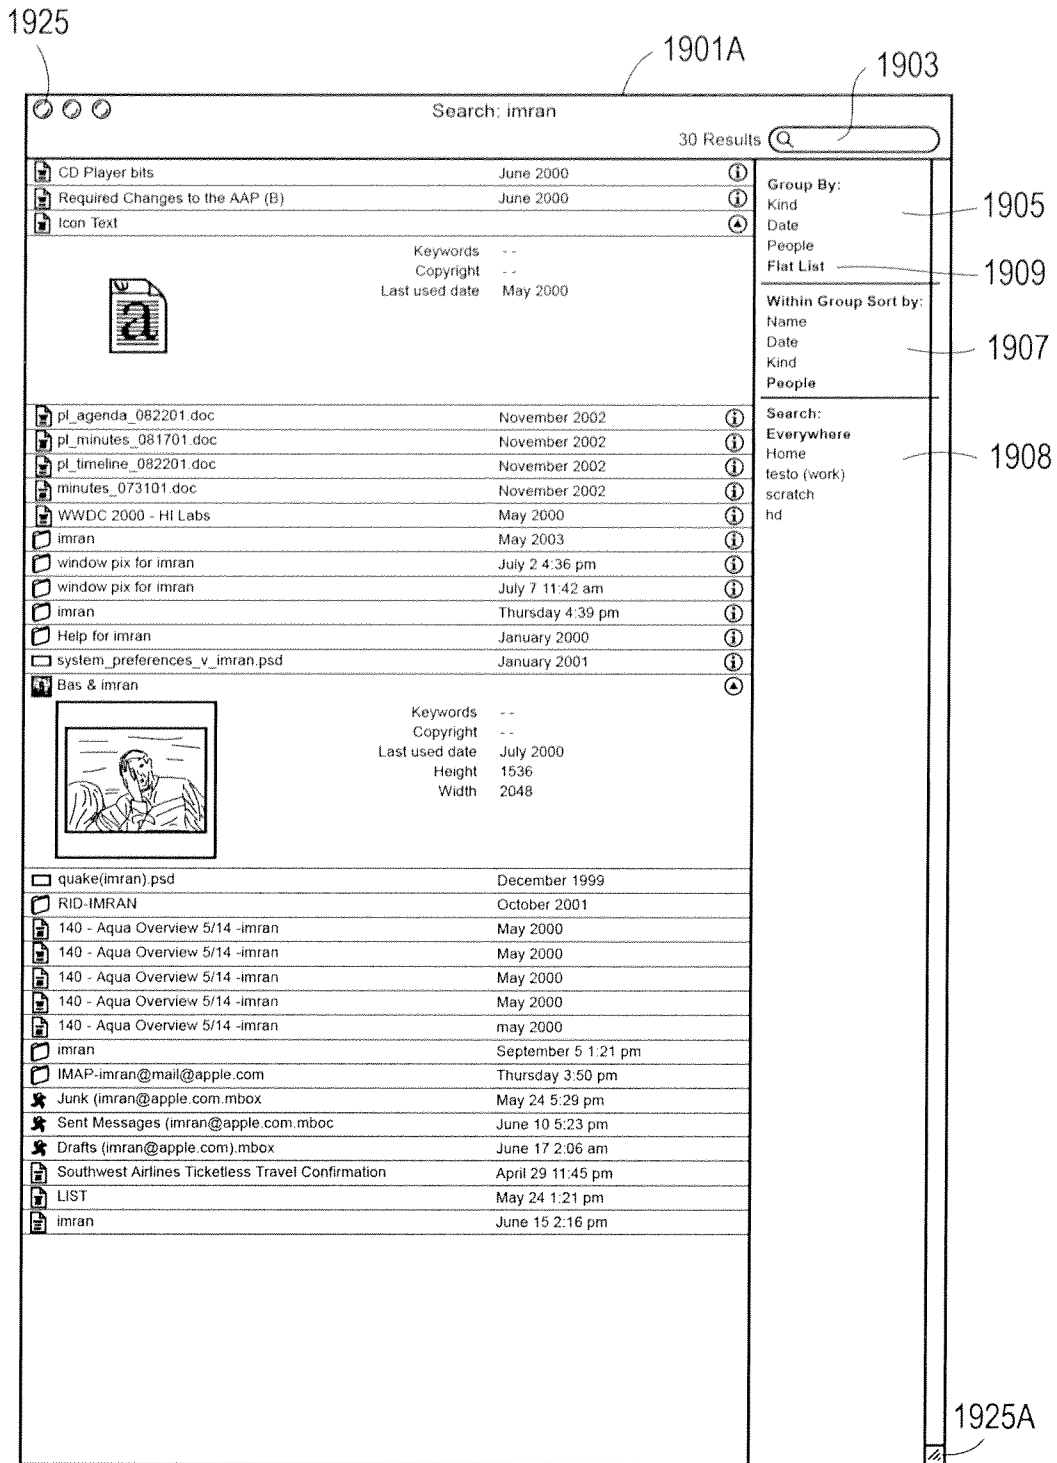 1925
1901A
1903
Search: imran
30 Results
CD Player bits June 2000
Required Changes to the AAP (B) June 2000
Icon Text
Keywords - -
Copyright - -
Last used date May 2000
a
pl_agenda_082201.doc November 2002
pl_minutes_081701.doc November 2002
pl_timeline_082201.doc November 2002
minutes_073101.doc November 2002
WWDC 2000 - HI Labs May 2000
imran May 2003
window pix for imran July 2 4:36 pm
window pix for imran July 7 11:42 am
imran Thursday 4:39 pm
Help for imran January 2000
system_preferences_v_imran.psd January 2001
Bas & imran
Keywords - -
Copyright - -
Last used date July 2000
Height 1536
Width 2048
quake(imran).psd December 1999
RID-IMRAN October 2001
140 - Aqua Overview 5/14 -imran May 2000
140 - Aqua Overview 5/14 -imran May 2000
140 - Aqua Overview 5/14 -imran May 2000
140 - Aqua Overview 5/14 -imran May 2000
140 - Aqua Overview 5/14 -imran may 2000
imran September 5 1:21 pm
IMAP-imran@mail@apple.com Thursday 3:50 pm
Junk (imran@apple.com.mbox May 24 5:29 pm
Sent Messages (imran@apple.com.mboc June 10 5:23 pm
Drafts (imran@apple.com).mbox June 17 2:06 am
Southwest Airlines Ticketless Travel Confirmation April 29 11:45 pm
LIST May 24 1:21 pm
imran June 15 2:16 pm
Group By:
Kind
Date
People
Flat List
1905
1909
Within Group Sort by:
Name
Date
Kind
People
1907
Search:
Everywhere
Home
testo (work)
scratch
hd
1908
1925A